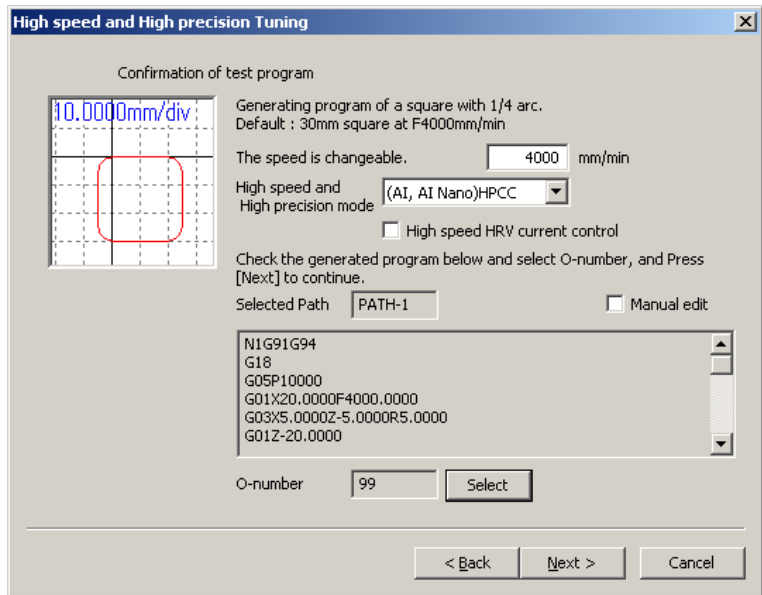 High speed and High precision Tuning
Confirmation of test program
10.0000mm/div
Generating program of a square with 1/4 arc.
Default : 30mm square at F4000mm/min
The speed is changeable.
4000 mm/min
High speed and
High precision mode
(AI, AI Nano)HPCC
High speed HRV current control
Check the generated program below and select O-number, and Press
[Next] to continue.
Selected Path PATH-1
Manual edit
N1G91G94
G18
G05P10000
G01X20.0000F4000.0000
G03X5.0000Z-5.0000R5.0000
G01Z-20.0000
O-number 99 Select
< Back Next > Cancel